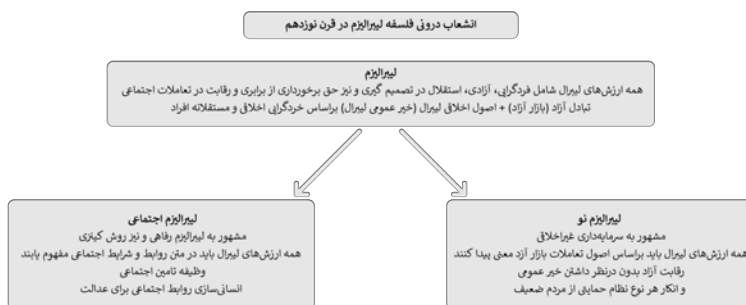 انشعاب درونی فلسفه لیبرالیزم در قرن نوزدهم
لیبرالیزم
همه ارزش‌های لیبرال شامل فردگرایی، آزادی، استقلال در تصمیم گیری و نیز حق برخورداری از برابری و رقابت در تعاملات اجتماعی
تبادل آزاد (بازار آزاد) + اصول اخلاقی لیبرال (خیر عمومی لیبرال) براساس خردگرایی اخلاقی و مستقلانه افراد
لیبرالیزم نو
مشهور به سرمایه‌داری غیراخلاقی
همه ارزش‌های لیبرال باید براساس اصول تعاملات بازار آزد معنی پیدا کنند
رقابت آزاد بدون درنظر داشتن خیر عمومی
و انکار هر نوع نظام حمایتی از مردم ضعیف
لیبرالیزم اجتماعی
مشهور به لیبرالیزم رفاهی و نیز روش کینزی
همه ارزش‌های لیبرال باید در متن روابط و شرایط اجتماعی مفهوم یابند
وظیفه تامین اجتماعی
انسانی‌سازی روابط اجتماعی برای عدالت